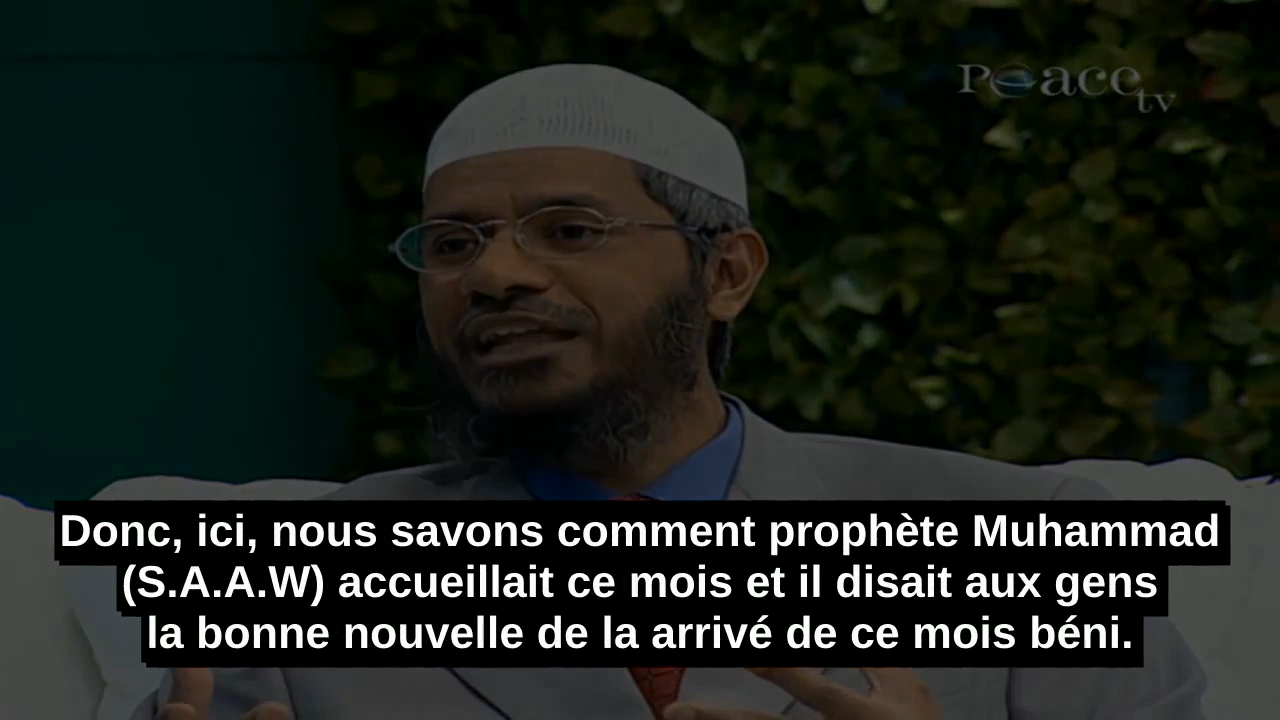 Peace tv
Donc, ici, nous savons comment prophète Muhammad
(S.A.A.W) accueillait ce mois et il disait aux gens
la bonne nouvelle de la arrivé de ce mois béni.